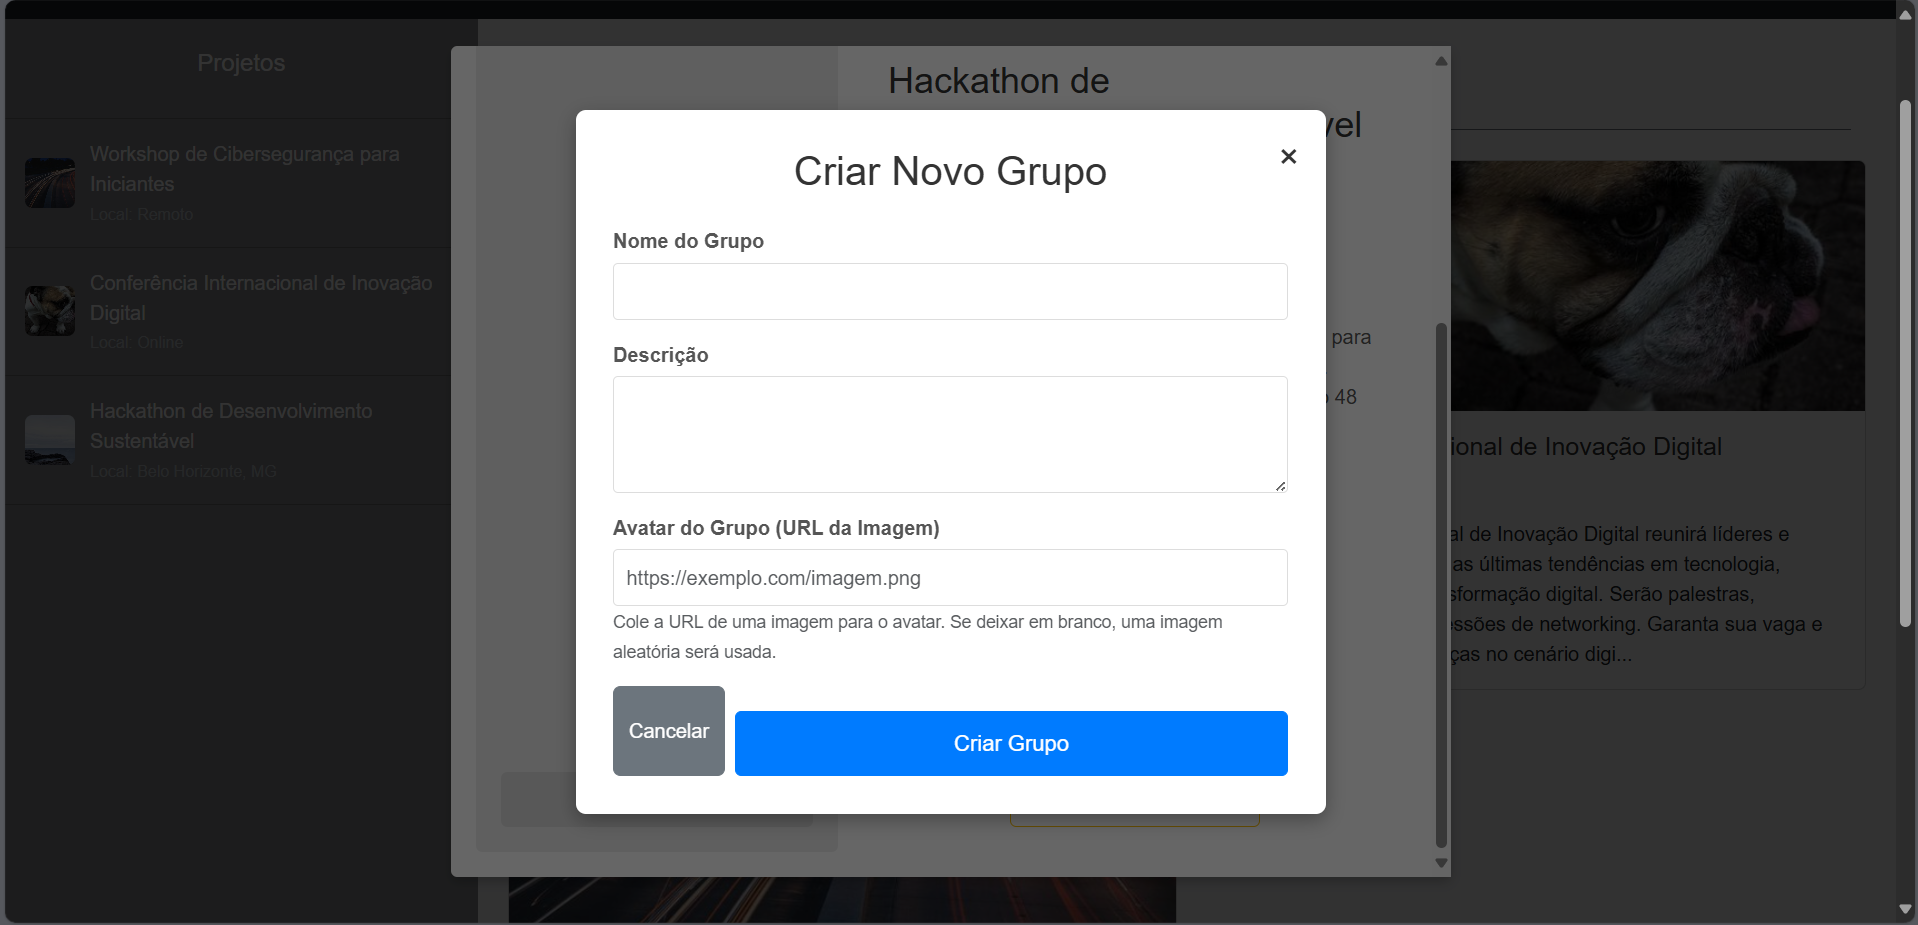 Projetos
Workshop de Cibersegurança para
Iniciantes
Local Remoto
Conferência Internacional de Inovação
Digital
Local Online
Hackathon de Desenvolvimento
Sustentável
Local Belo Horizonte, MG
Hackathon de
vel
para
48
Criar Novo Grupo
×
Nome do Grupo
Descrição
Avatar do Grupo (URL da Imagem)
https://exemplo.com/imagem.png
Cole a URL de uma imagem para o avatar. Se deixar em branco, uma imagem
aleatória será usada.
Cancelar
Criar Grupo
ional de Inovação Digital
al de Inovação Digital reunirá líderes e
as últimas tendências em tecnologia,
sformação digital. Serão palestras,
ssões de networking. Garanta sua vaga e
ças no cenário digi...